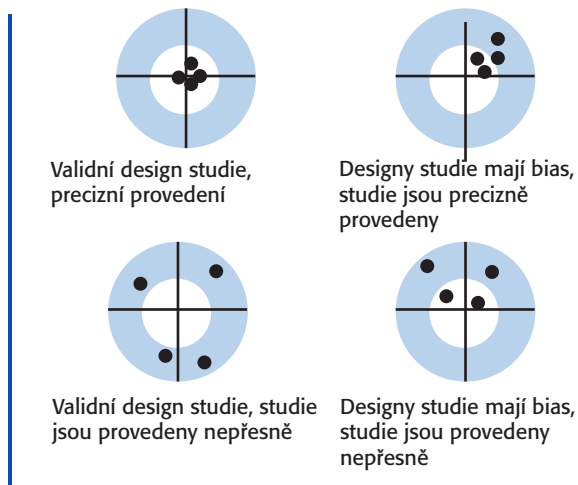 Validní design studie,
precizní provedení
Designy studie mají bias,
studie jsou precizně
provedeny
Validní design studie, studie
jsou provedeny nepřesně
Designy studie mají bias,
studie jsou provedeny
nepřesně